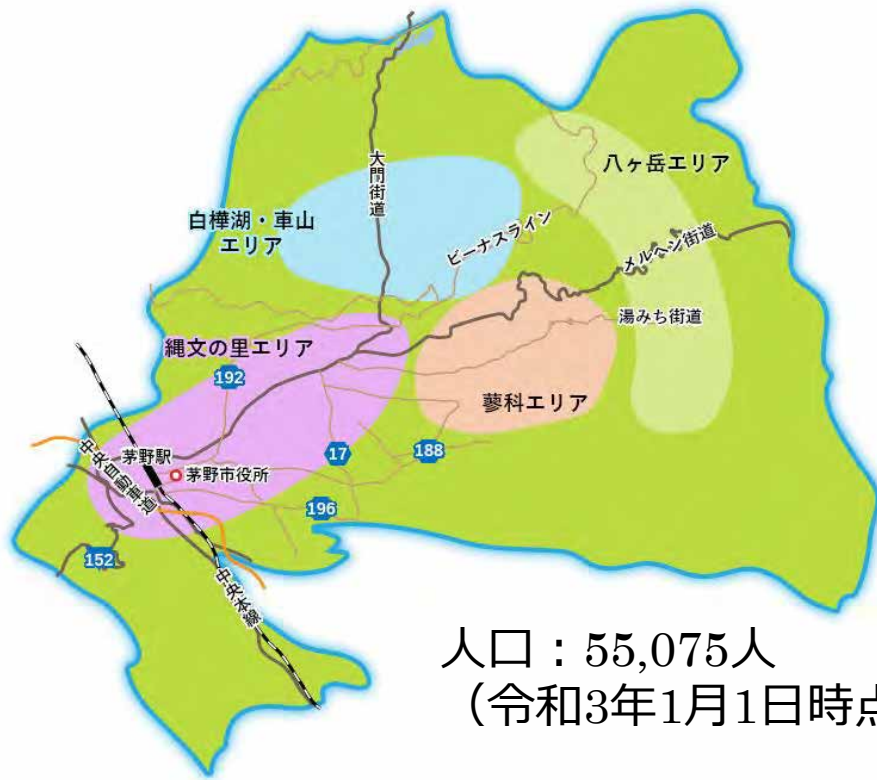 大門街道
八ヶ岳エリア
白樺湖・車山
エリア
ビーナスライン
メルヘン街道
湯みち街道
縄文の里エリア
192
蓼科エリア
茅野駅
17
188
中央自動車道
茅野市役所
196
152
中央本線
人口：55,075人
（令和3年1月1日時点